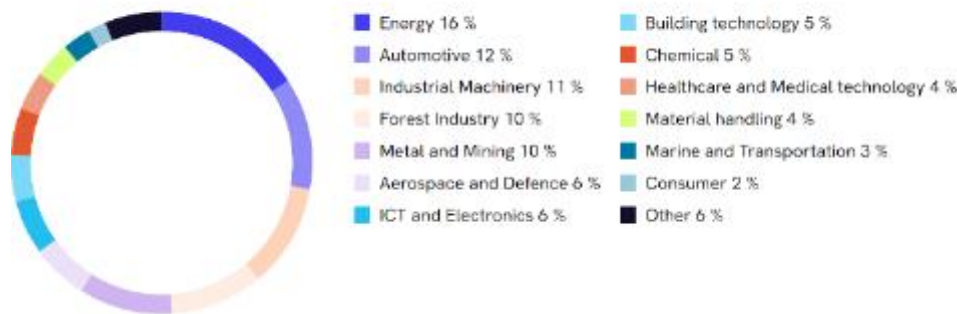 Energy 16 %
Automotive 12 %
Industrial Machinery 11 %
Forest Industry 10 %
Metal and Mining 10 %
Aerospace and Defence 6 %
ICT and Electronics 6 %
Building technology 5 %
Chemical 5 %
Healthcare and Medical technology 4 %
Material handling 4 %
Marine and Transportation 3 %
Consumer 2 %
Other 6 %